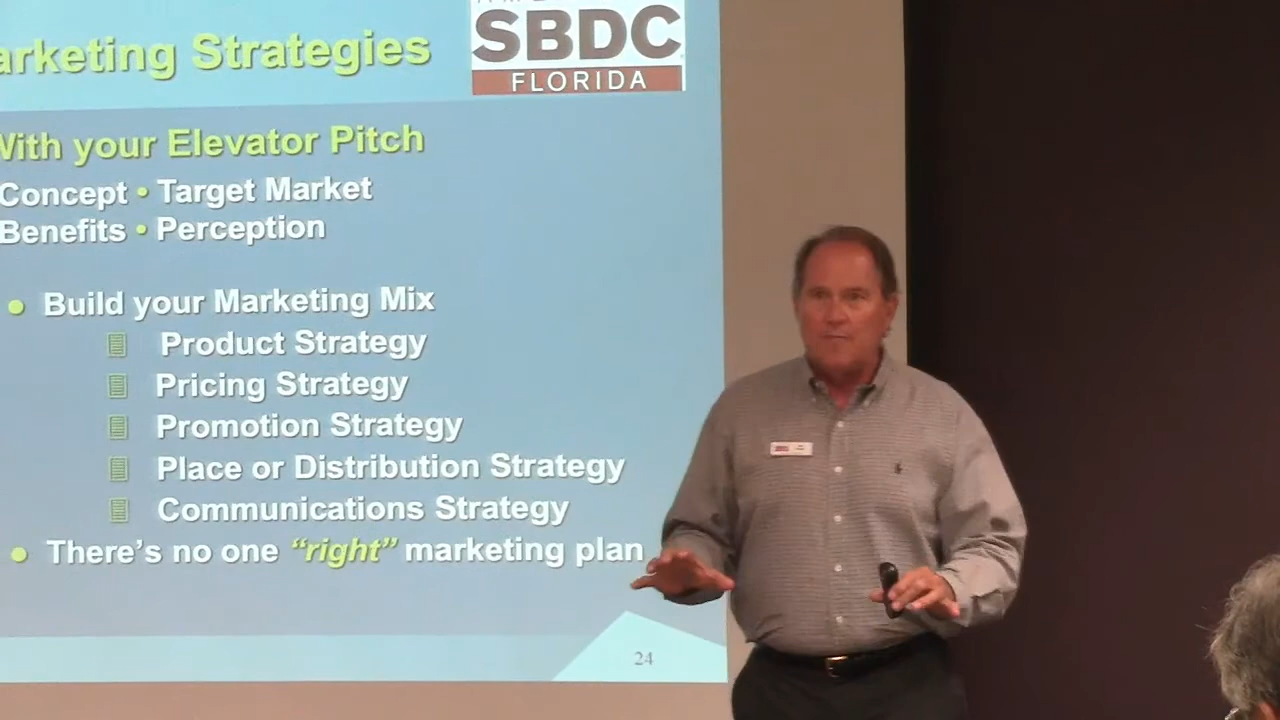 arketing Strategies
SBDC
FLORIDA
With your Elevator Pitch
Concept • Target Market
Benefits • Perception
• Build your Marketing Mix
Product Strategy
Pricing Strategy
Promotion Strategy
Place or Distribution Strategy
Communications Strategy
• There's no one “right” marketing plan
24